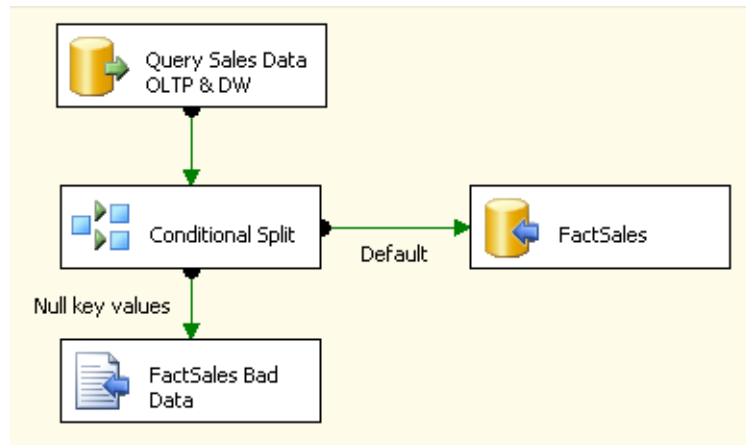 Query Sales Data
OLTP & DW
Conditional Split
Default
FactSales
Null key values
FactSales Bad
Data